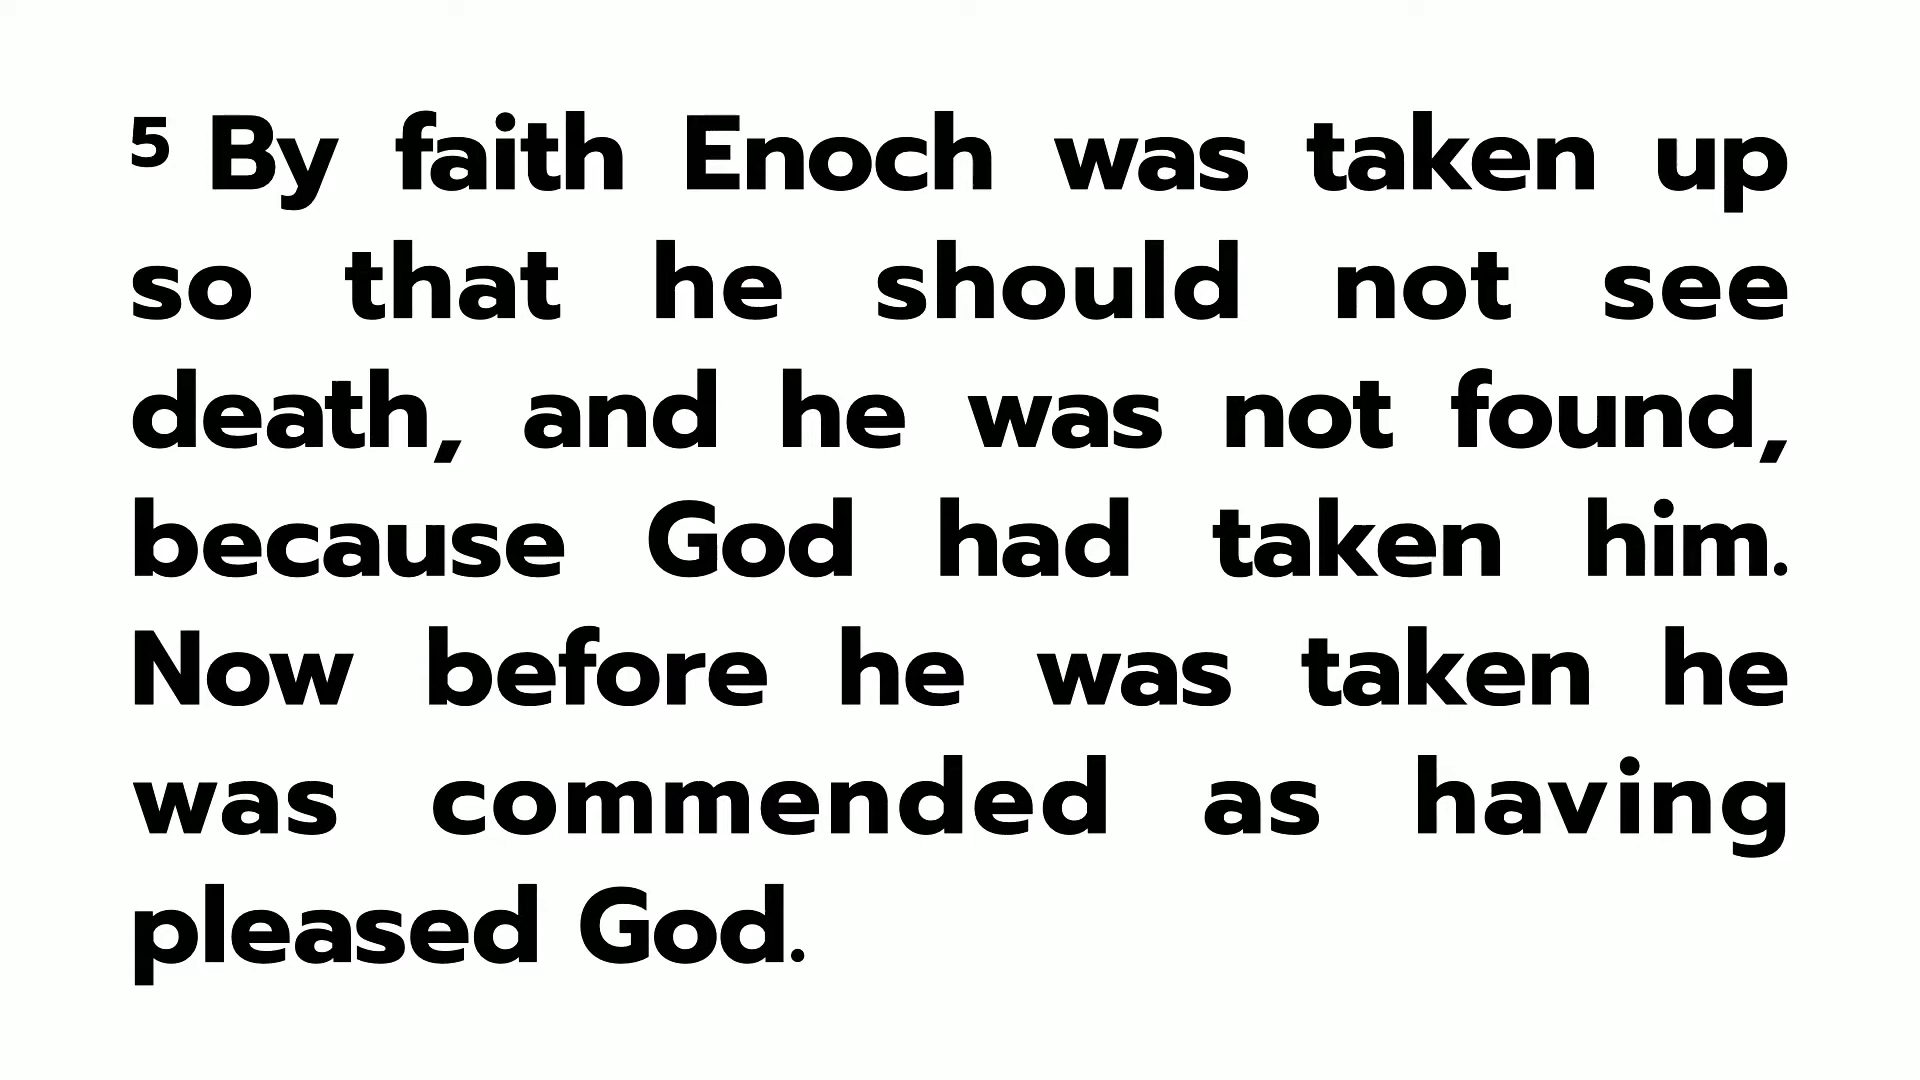 5 By faith Enoch was taken up
so that he should not see
death, and he was not found,
because God had taken him.
Now before he was taken he
was commended as having
pleased God.